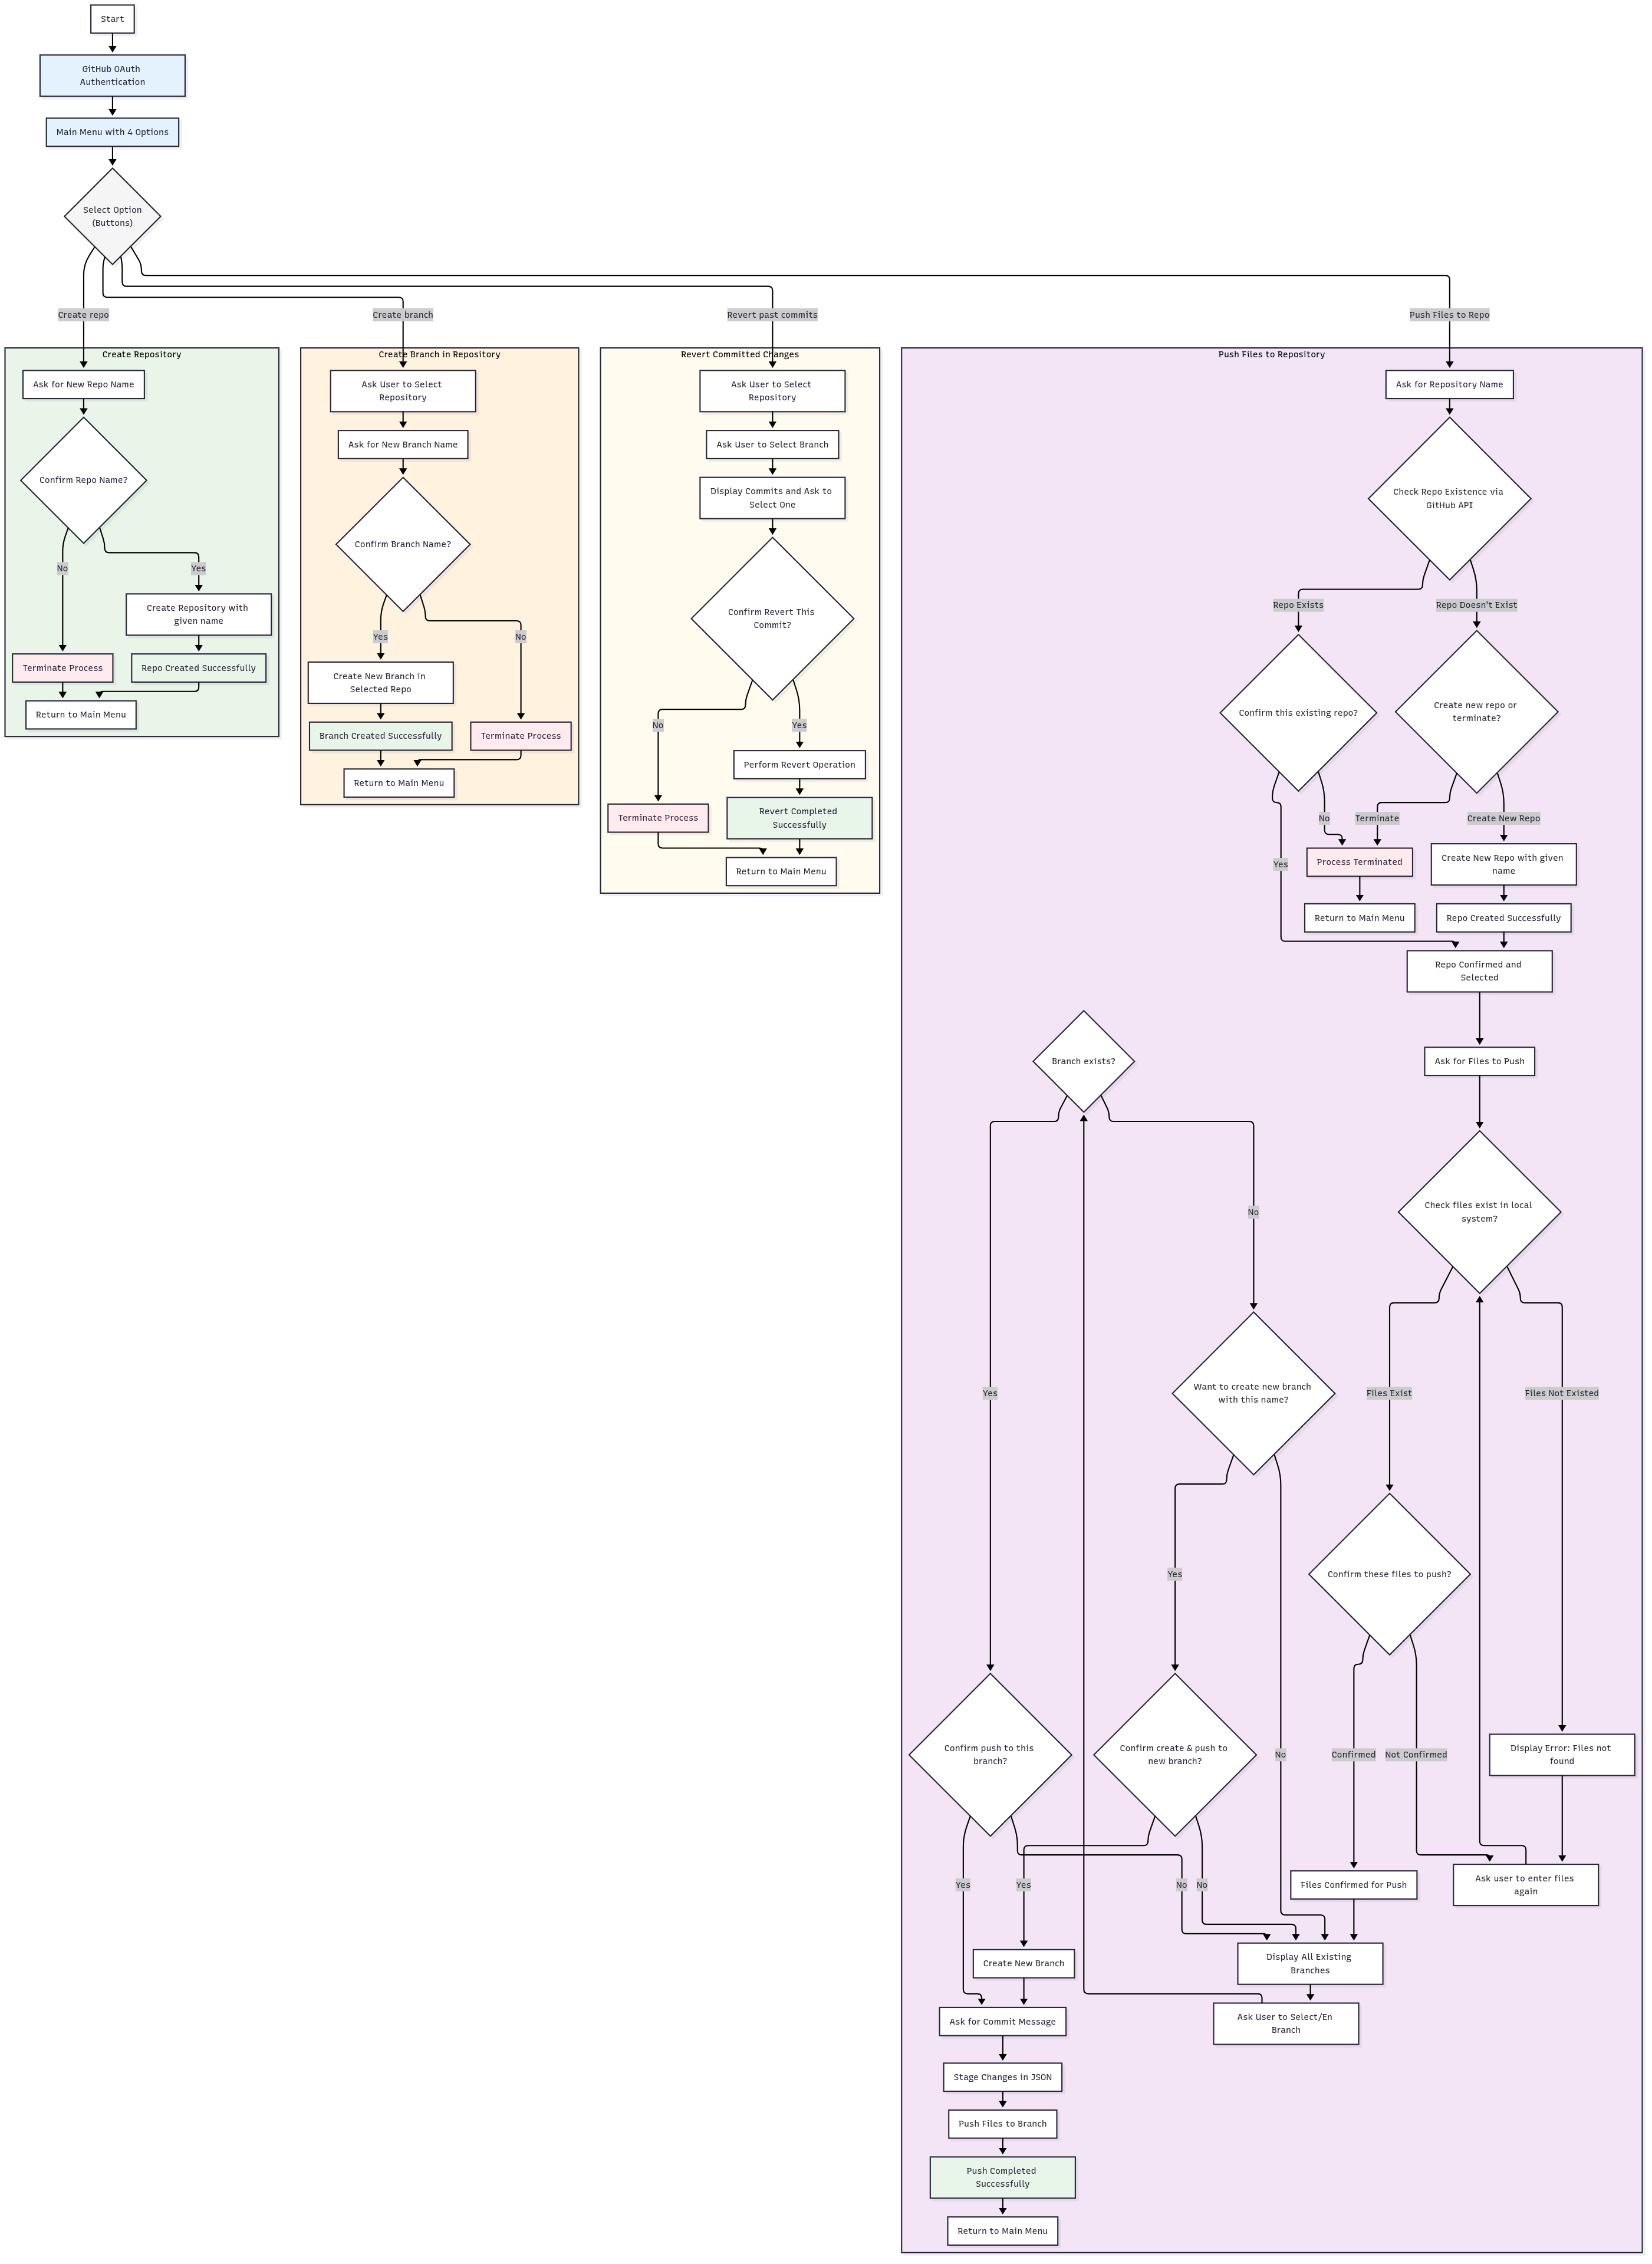 Start
GitHub OAuth
Authentication
Main Menu with 4 Options
Select Option
(Buttons)
Create repo
Create branch
Revert past commits
Push Files to Repo
Create Repository
Ask for New Repo Name
Confirm Repo Name?
No
Yes
Create Repository with
given name
Terminate Process
Repo Created Successfully
Return to Main Menu
Create Branch in Repository
Ask User to Select
Repository
Ask for New Branch Name
Confirm Branch Name?
Yes
No
Create New Branch in
Selected Repo
Branch Created Successfully
Terminate Process
Return to Main Menu
Revert Committed Changes
Ask User to Select
Repository
Ask User to Select Branch
Display Commits and Ask to
Select One
Confirm Revert This
Commit?
No
Yes
Perform Revert Operation
Terminate Process
Revert Completed
Successfully
Return to Main Menu
Push Files to Repository
Ask for Repository Name
Check Repo Existence via
GitHub API
Repo Exists
Repo Doesn't Exist
Confirm this existing repo?
Create new repo or
terminate?
No
Terminate
Create New Repo
Yes
Process Terminated
Create New Repo with given
name
Return to Main Menu
Repo Created Successfully
Repo Confirmed and
Selected
Branch exists?
Ask for Files to Push
No
Check files exist in local
system?
Yes
Want to create new branch
with this name?
Files Exist
Files Not Existed
Yes
Confirm these files to push?
Confirm push to this
branch?
Confirm create & push to
new branch?
No
Confirmed
Not Confirmed
Display Error: Files not
found
Yes
Yes
No
No
Files Confirmed for Push
Ask user to enter files
again
Create New Branch
Display All Existing
Branches
Ask for Commit Message
Ask User to Select/En
Branch
Stage Changes in JSON
Push Files to Branch
Push Completed
Successfully
Return to Main Menu